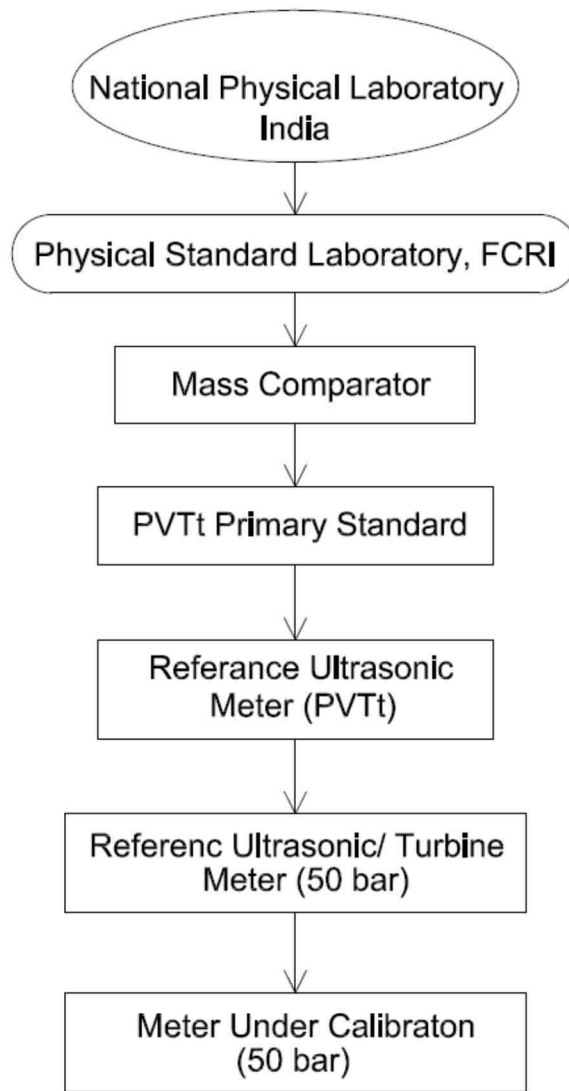 National Physical Laboratory
India
Physical Standard Laboratory, FCRI
Mass Comparator
PVTt Primary Standard
Referance Ultrasonic
Meter (PVTt)
Referenc Ultrasonic/ Turbine
Meter (50 bar)
Meter Under Calibraton
(50 bar)